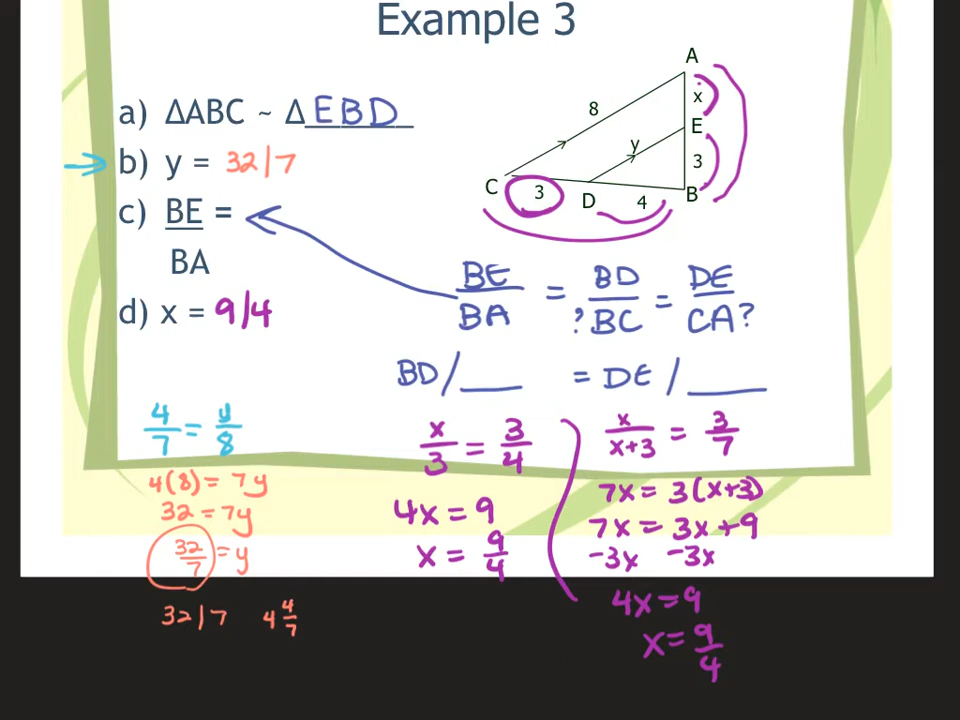 Example 3
a) ΔABC ~ Δ EBD
b) y = 32/7
c) BE =
BA
d) x = 9/4
A
x
8
E
y
3
C
3
D
4
B
BE/BA = BD/?BC = DE/CA?
BD/___ = DE/___
4/7 = y/8
4(8) = 7y
32 = 7y
32/7 = y
32/7 4 4/7
x/3 = 3/4
4x = 9
x = 9/4
x/x+3 = 3/7
7x = 3(x+3)
7x = 3x+9
-3x -3x
4x = 9
x = 9/4